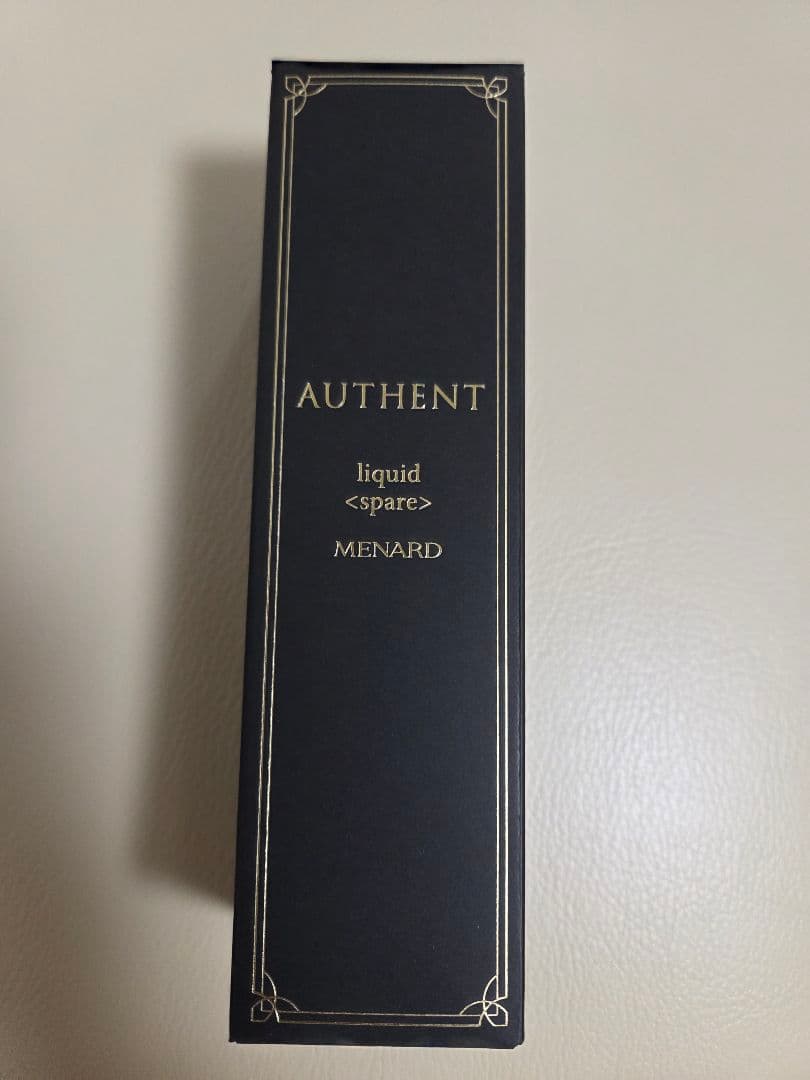 AUTHENT
liquid
<spare>
MENARD